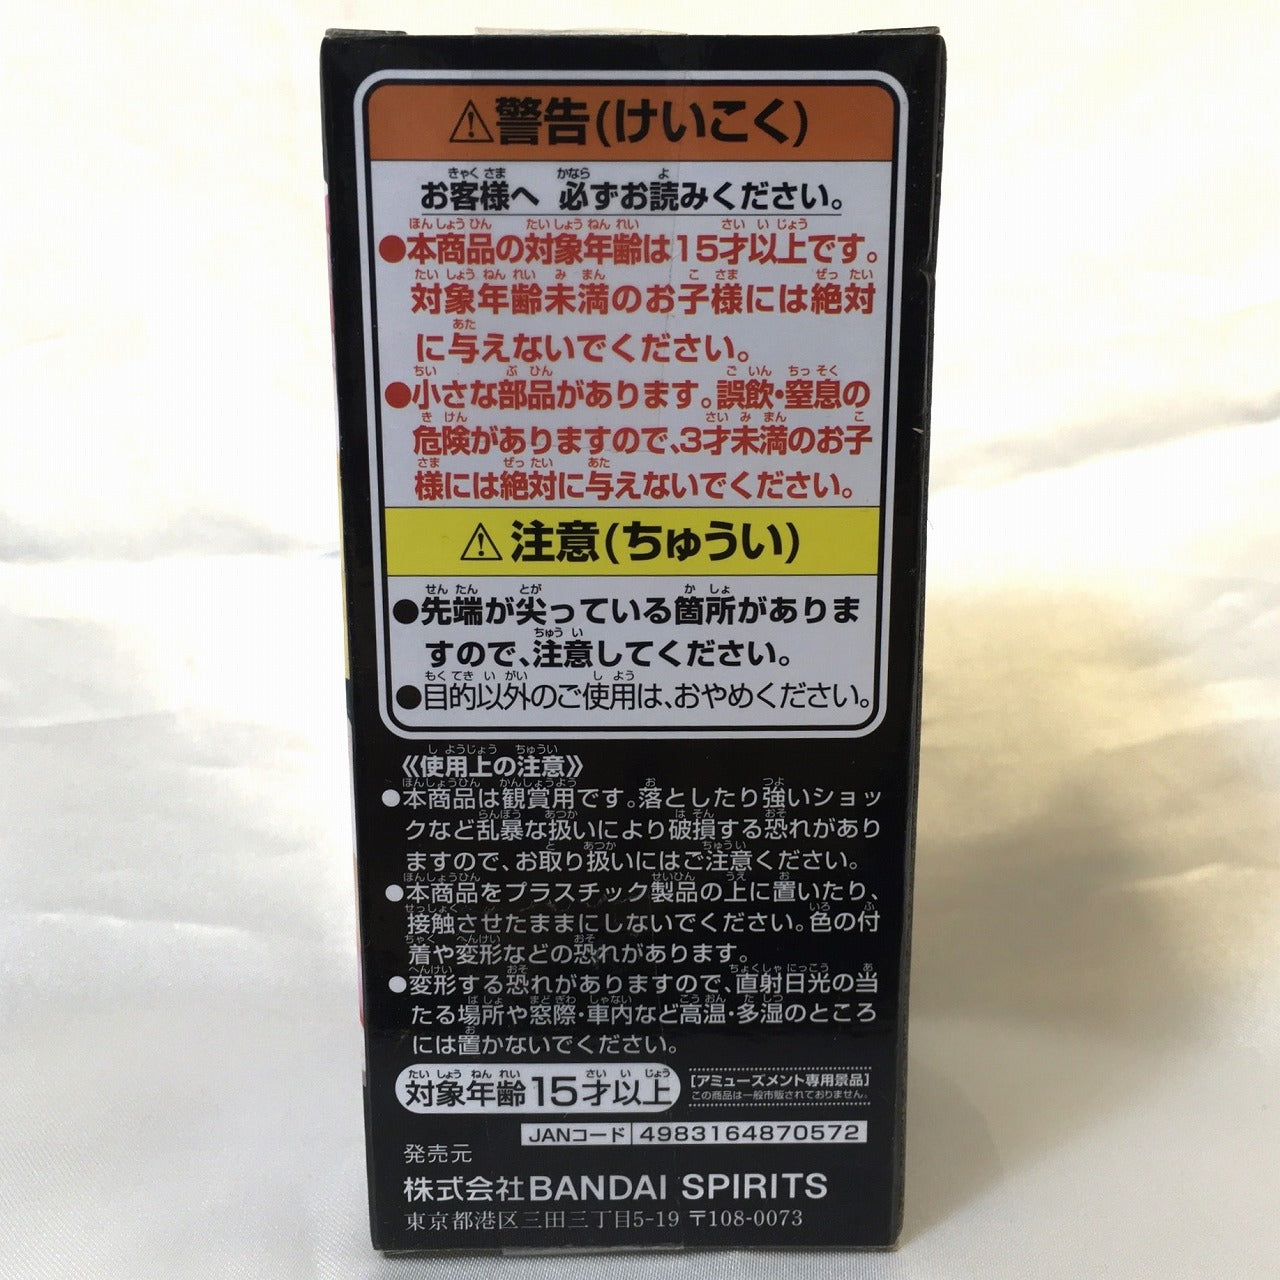 ⚠警告(けいこく)
お客様へ 必ずお読みください。
●本商品の対象年齢は15才以上です。
対象年齢未満のお子様には絶対
に与えないでください。
●小さな部品があります。誤飲・窒息の
危険がありますので、3才未満のお子
様には絶対に与えないでください。
⚠注意(ちゅうい)
●先端が尖っている箇所がありま
すので、注意してください。
●目的以外のご使用は、おやめください。
《使用上の注意》
●本商品は観賞用です。落としたり強いショッ
クなど乱暴な扱いにより破損する恐れがあり
ますので、お取り扱いにはご注意ください。
●本商品をプラスチック製品の上に置いたり、
接触させたままにしないでください。色の付
着や変形などの恐れがあります。
●変形する恐れがありますので、直射日光の当
たる場所や窓際・車内など高温・多湿のところ
には置かないでください。
対象年齢15才以上
[アミューズメント専用景品]
この商品は一般市販されておりません。
JANコード 4983164870572
発売元
株式会社BANDAI SPIRITS
東京都港区三田三丁目5-19 〒108-0073